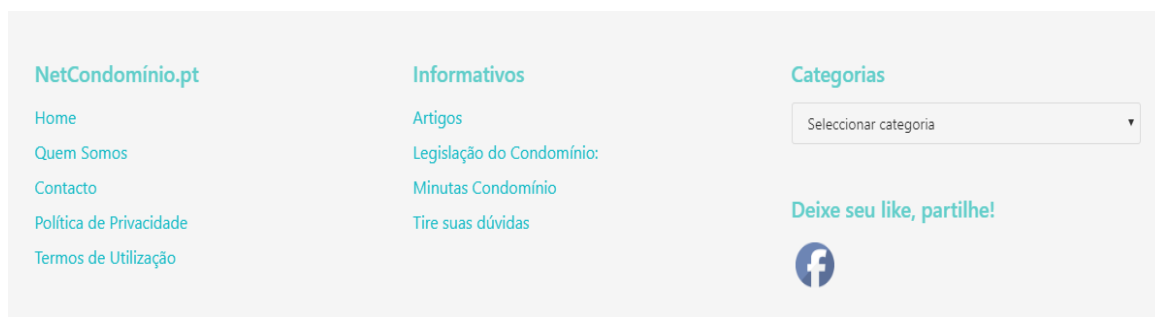 NetCondomínio.pt
Home
Quem Somos
Contacto
Política de Privacidade
Termos de Utilização
Informativos
Artigos
Legislação do Condomínio:
Minutas Condomínio
Tire suas dúvidas
Categorias
Seleccionar categoria
Deixe seu like, partilhe!